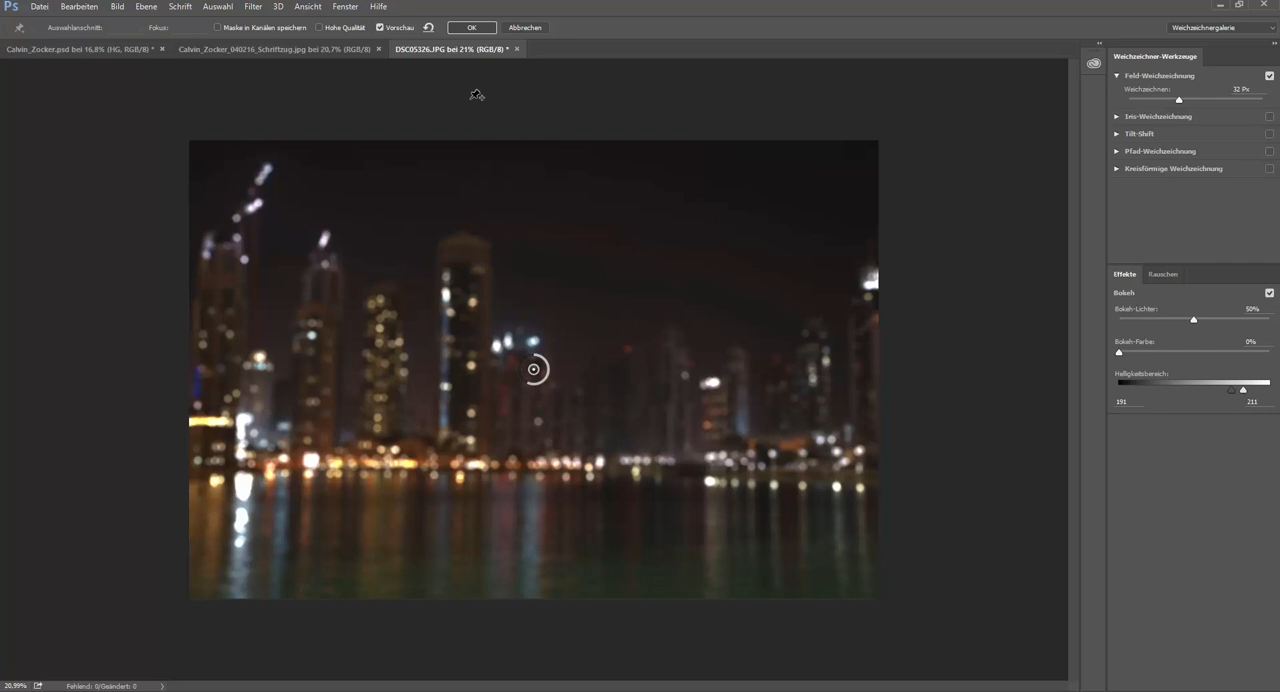 Ps Datei Bearbeiten Bild Ebene Schrift Auswahl Filter 3D Ansicht Fenster Hilfe
Auswahlanschnitt: Fokus: Maske in Kanälen speichern Hohe Qualität Vorschau OK Abbrechen Weichzeichnergalerie
Calvin_Zocker.psd bei 16,8% (HG, RGB/8) * × Calvin_Zocker_040216_Schriftzug.jpg bei 20,7% (RGB/8) × DSC05326.JPG bei 21% (RGB/8) * ×
Weichzeichner-Werkzeuge
Feld-Weichzeichnung
Weichzeichnen: 32 Px
Iris-Weichzeichnung
Tilt-Shift
Pfad-Weichzeichnung
Kreisförmige Weichzeichnung
Effekte Rauschen
Bokeh
Bokeh-Lichter: 50%
Bokeh-Farbe: 0%
Helligkeitsbereich:
191 211
20,99% Fehlend: 0/Geändert: 0